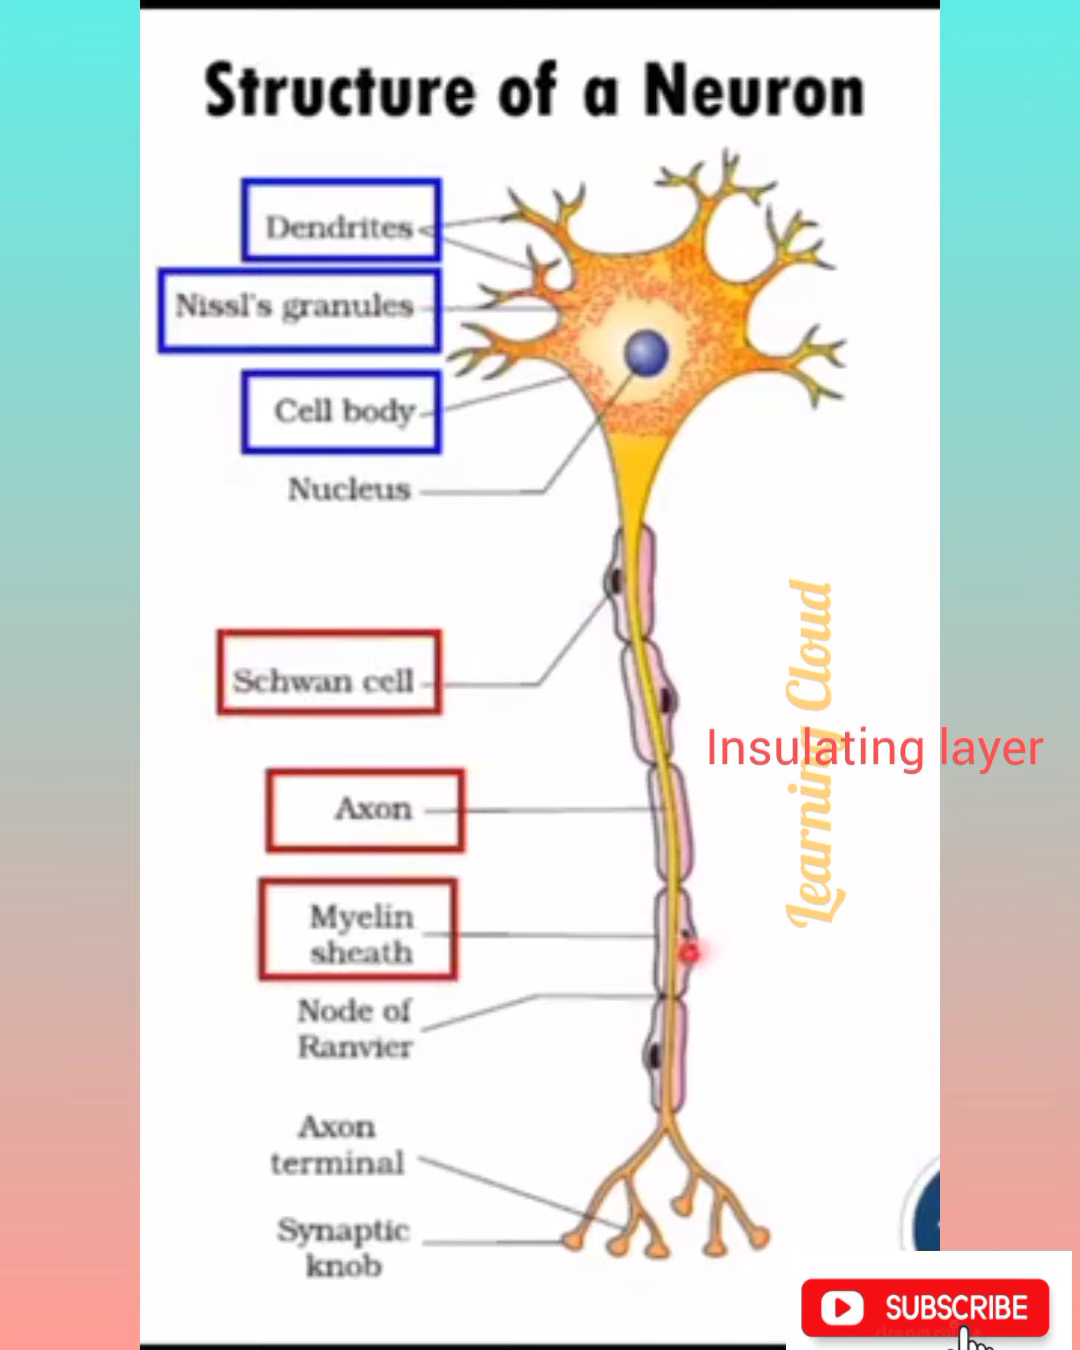 Structure of a Neuron
Dendrites
Nissl's granules
Cell body
Nucleus
Schwan cell
Learning Cloud
Insulating layer
Axon
Myelin
sheath
Node of
Ranvier
Axon
terminal
Synaptic
knob
SUBSCRIBE